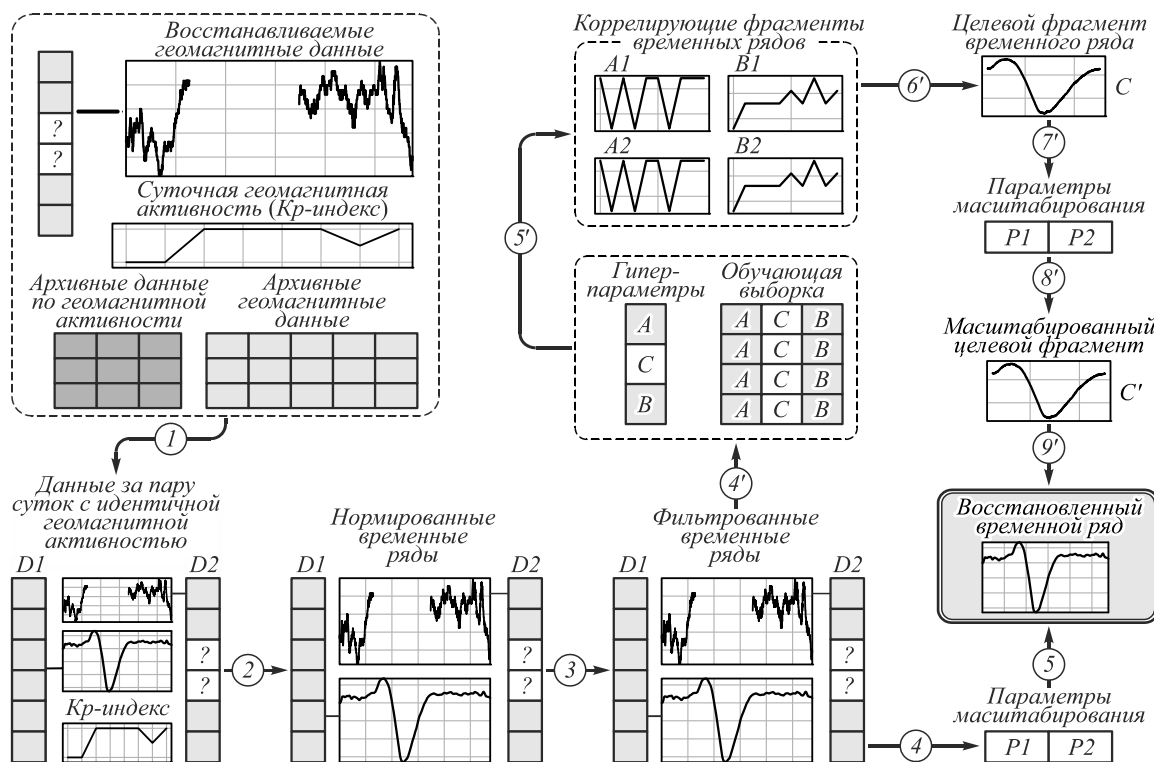 Восстанавливаемые
геомагнитные данные
?
?
Суточная геомагнитная
активность (Кр-индекс)
Архивные данные
по геомагнитной
активности
Архивные
геомагнитные
данные
1
Данные за пару
суток с идентичной
геомагнитной
активностью
D1
D2
?
?
Кр-индекс
2
Нормированные
временные
ряды
D1
D2
?
?
3
Фильтрованные
временные
ряды
D1
D2
?
?
4'
Гипер-
параметры
A
C
B
Обучающая
выборка
A C B
A C B
A C B
A C B
5'
Коррелирующие фрагменты
временных рядов
A1 B1
A2 B2
6'
Целевой фрагмент
временного ряда
C
7'
Параметры
масштабирования
P1 P2
8'
Масштабированный
целевой фрагмент
C'
9'
Восстановленный
временной ряд
5
4
Параметры
масштабирования
P1 P2